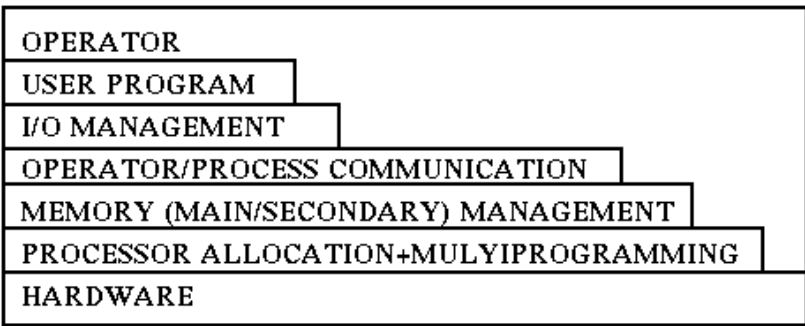 OPERATOR
USER PROGRAM
I/O MANAGEMENT
OPERATOR/PROCESS COMMUNICATION
MEMORY (MAIN/SECONDARY) MANAGEMENT
PROCESSOR ALLOCATION+MULYIPROGRAMMING
HARDWARE